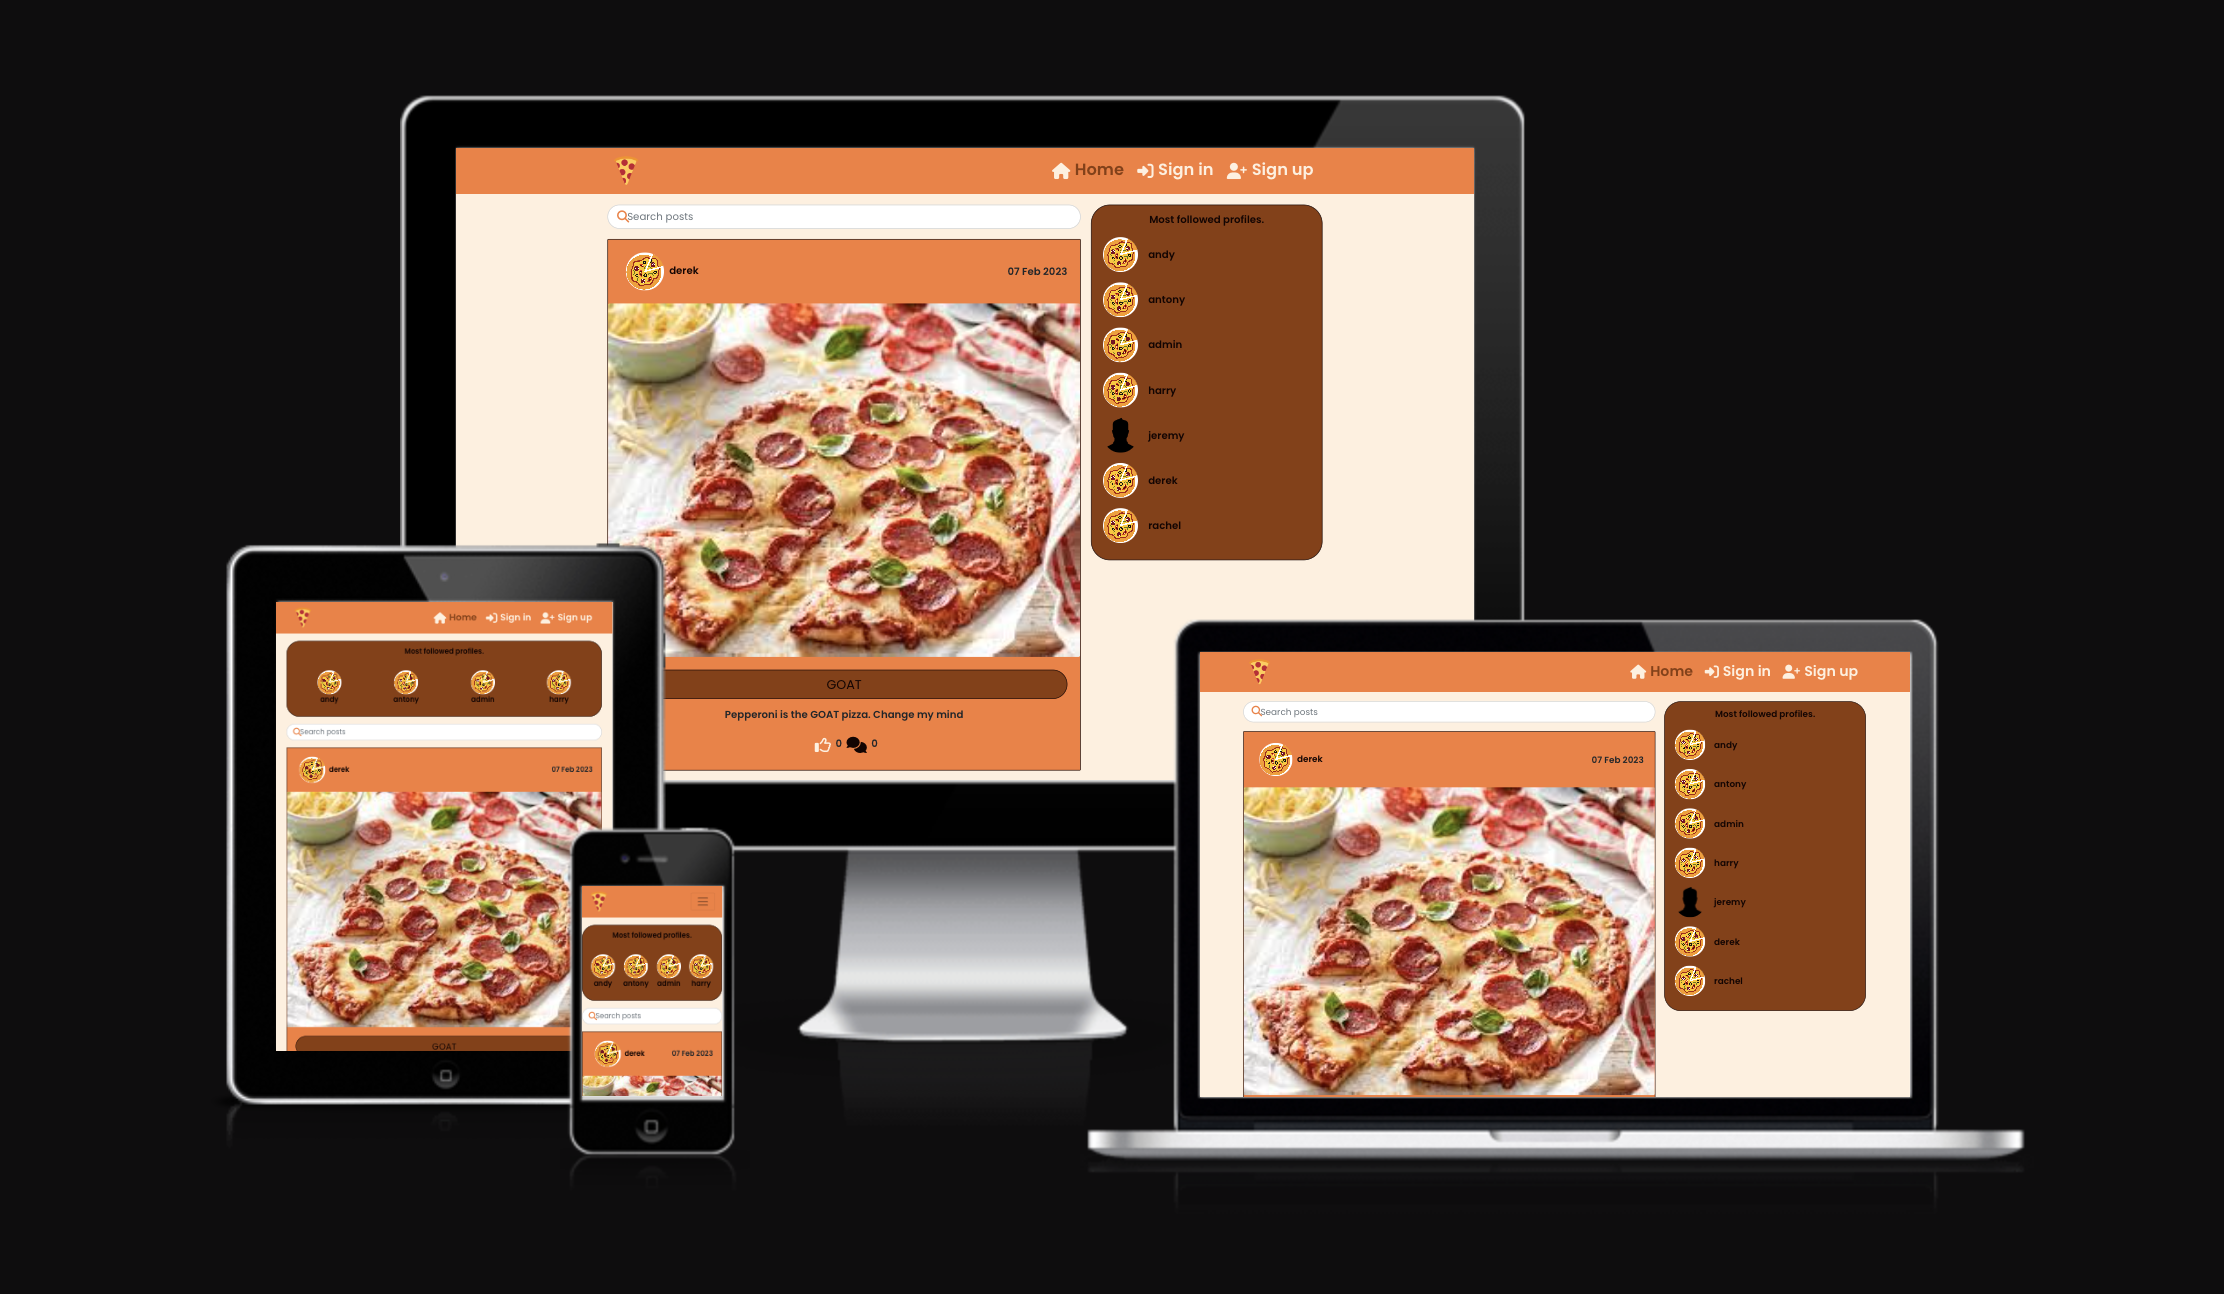 Home Sign in Sign up
Search posts
derek 07 Feb 2023
GOAT
Pepperoni is the GOAT pizza. Change my mind
0 0
Most followed profiles.
andy
antony
admin
harry
jeremy
derek
rachel
Home Sign in Sign up
Most followed profiles.
andy antony admin harry
Search posts
derek 07 Feb 2023
GOAT
Most followed profiles.
andy antony admin harry
Search posts
derek 07 Feb 2023
Home Sign in Sign up
Search posts
derek 07 Feb 2023
Most followed profiles.
andy
antony
admin
harry
jeremy
derek
rachel